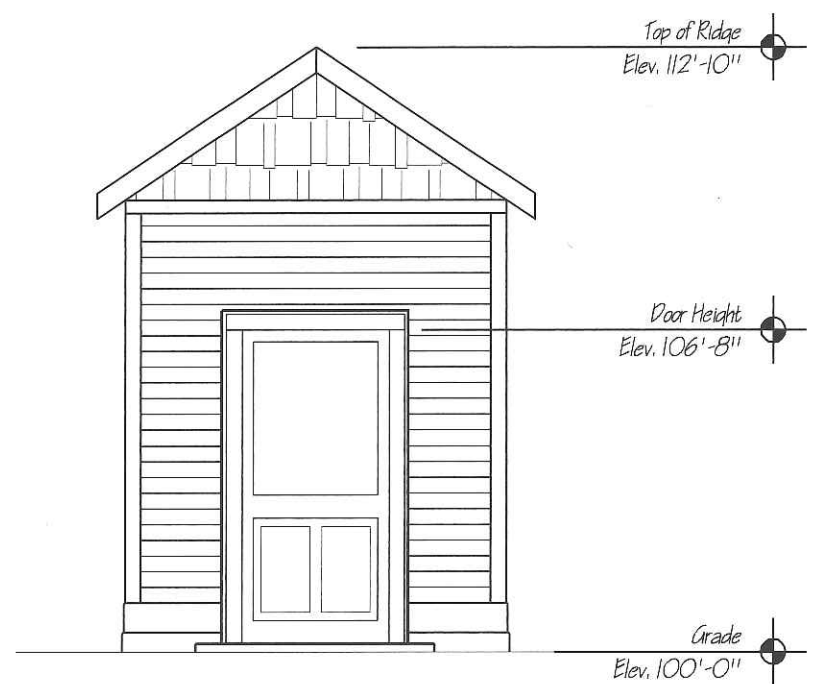 Top of Ridge
Elev. 112'-10"
Door Height
Elev. 106'-8"
Grade
Elev. 100'-0"